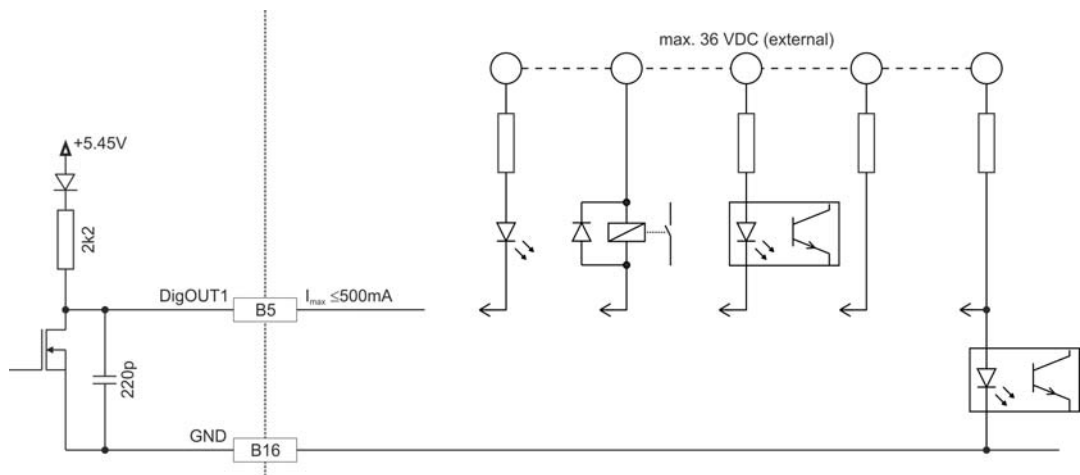 max. 36 VDC (external)
+5.45V
2k2
DigOUT1
B5
Imax ≤500mA
220p
GND
B16